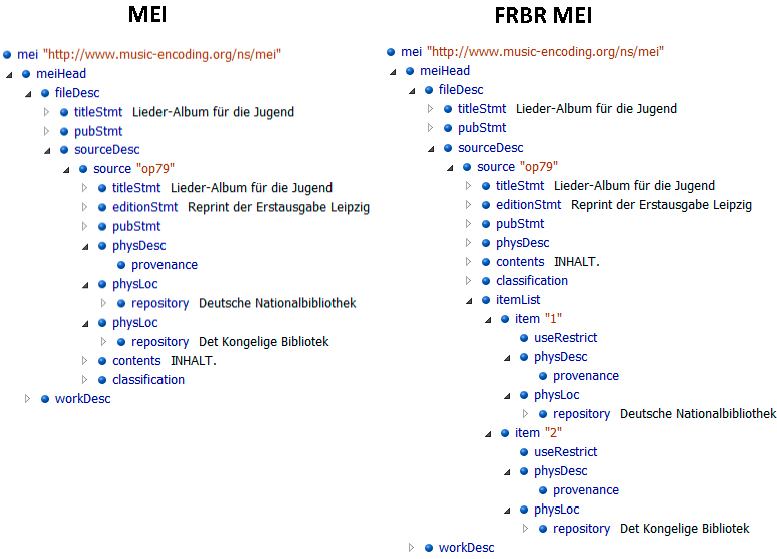 MEI
mei "http://www.music-encoding.org/ns/mei"
meiHead
fileDesc
titleStmt Lieder-Album für die Jugend
pubStmt
sourceDesc
source "op79"
titleStmt Lieder-Album für die Jugend
editionStmt Reprint der Erstausgabe Leipzig
pubStmt
physDesc
provenance
physLoc
repository Deutsche Nationalbibliothek
physLoc
repository Det Kongelige Bibliotek
contents INHALT.
classification
workDesc
FRBR MEI
mei "http://www.music-encoding.org/ns/mei"
meiHead
fileDesc
titleStmt Lieder-Album für die Jugend
pubStmt
sourceDesc
source "op79"
titleStmt Lieder-Album für die Jugend
editionStmt Reprint der Erstausgabe Leipzig
pubStmt
physDesc
contents INHALT.
classification
itemList
item "1"
useRestrict
physDesc
provenance
physLoc
repository Deutsche Nationalbibliothek
item "2"
useRestrict
physDesc
provenance
physLoc
repository Det Kongelige Bibliotek
workDesc